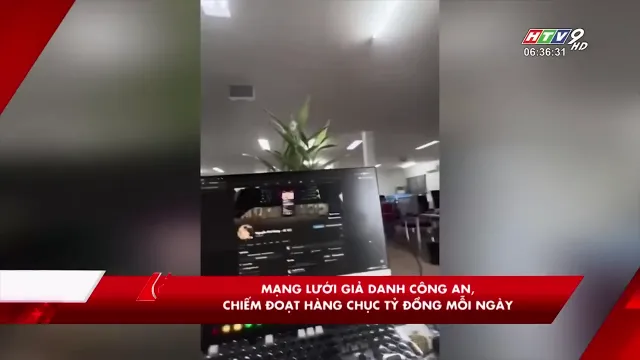 HTV9 HD
06:36:31
MẠNG LƯỚI GIẢ DANH CÔNG AN,
CHIẾM ĐOẠT HÀNG CHỤC TỶ ĐỒNG MỖI NGÀY